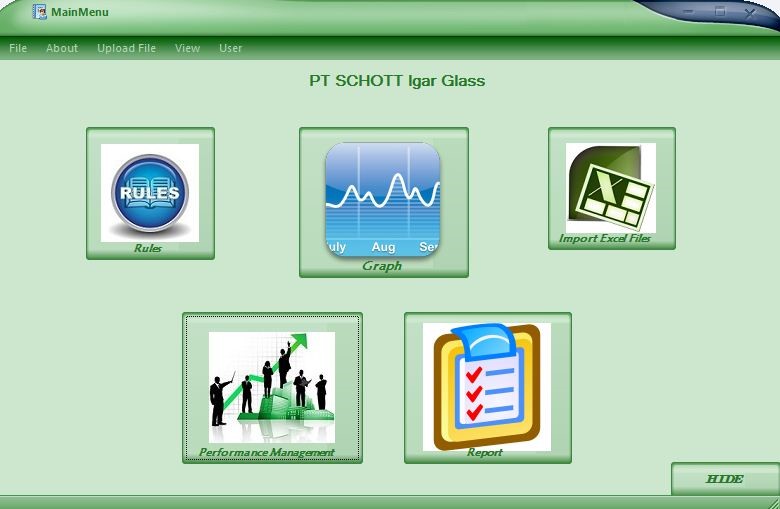 MainMenu
File About Upload File View User
PT SCHOTT Igar Glass
RULES
Rules
uly Aug Se
Graph
X
Import Excel Files
Performance Management
Report
HIDE